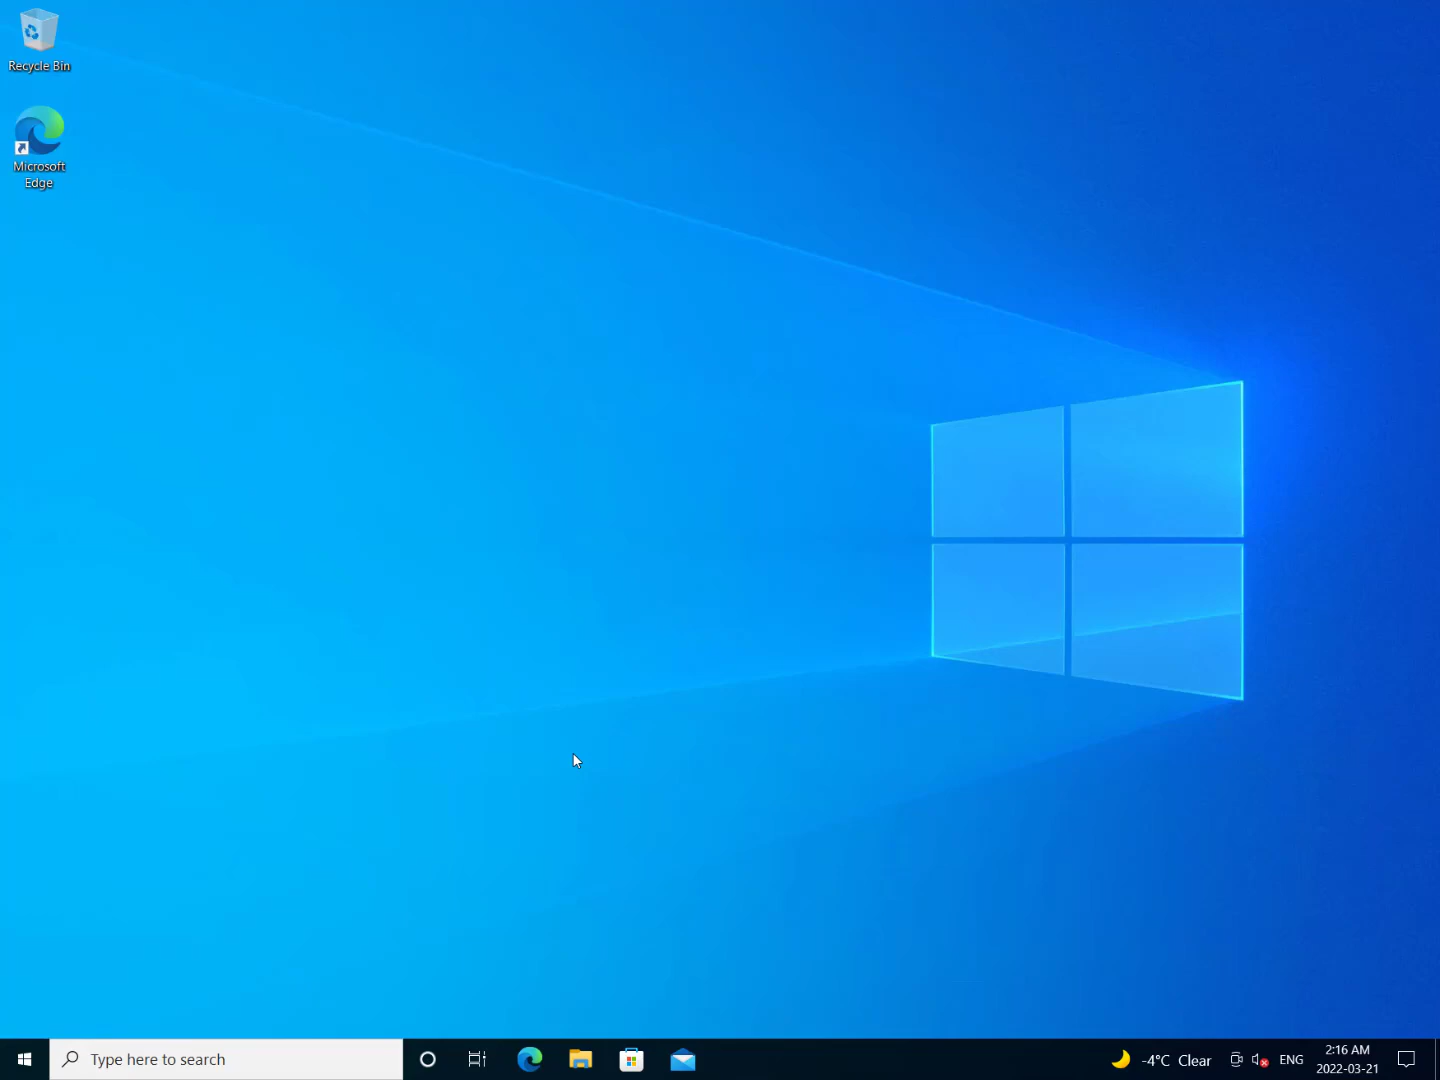 Recycle Bin
Microsoft
Edge
Type here to search
-4°C Clear
ENG
2:16 AM
2022-03-21